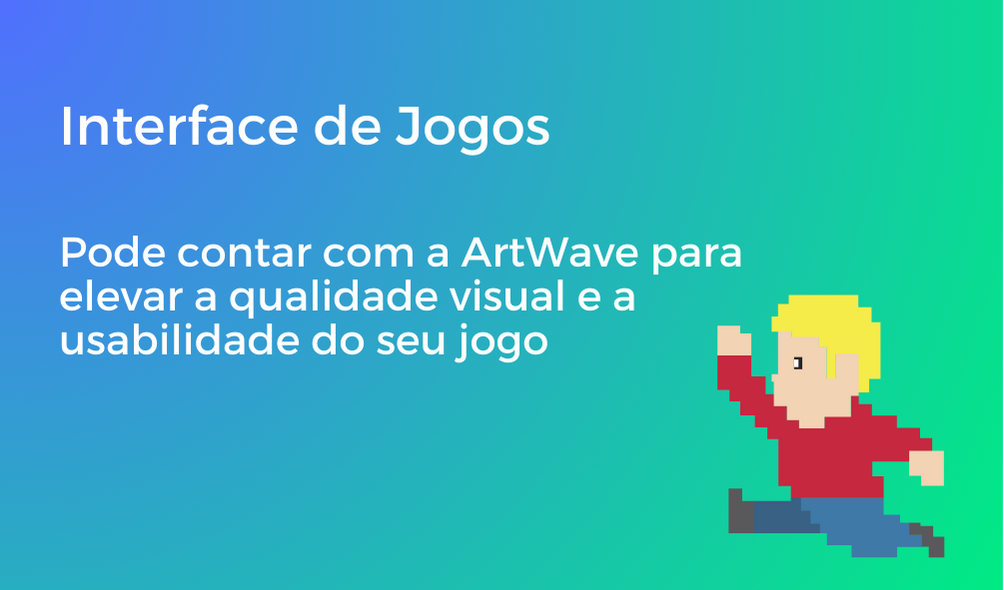 Interface de Jogos
Pode contar com a ArtWave para
elevar a qualidade visual e a
usabilidade do seu jogo